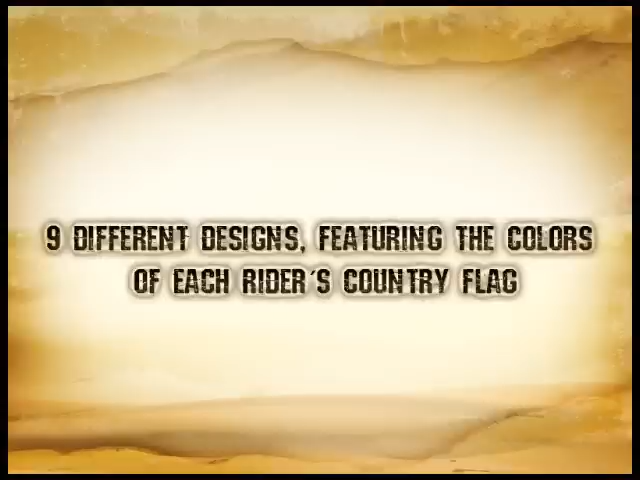 9 DIFFERENT DESIGNS, FEATURING THE COLORS
OF EACH RIDER´S COUNTRY FLAG